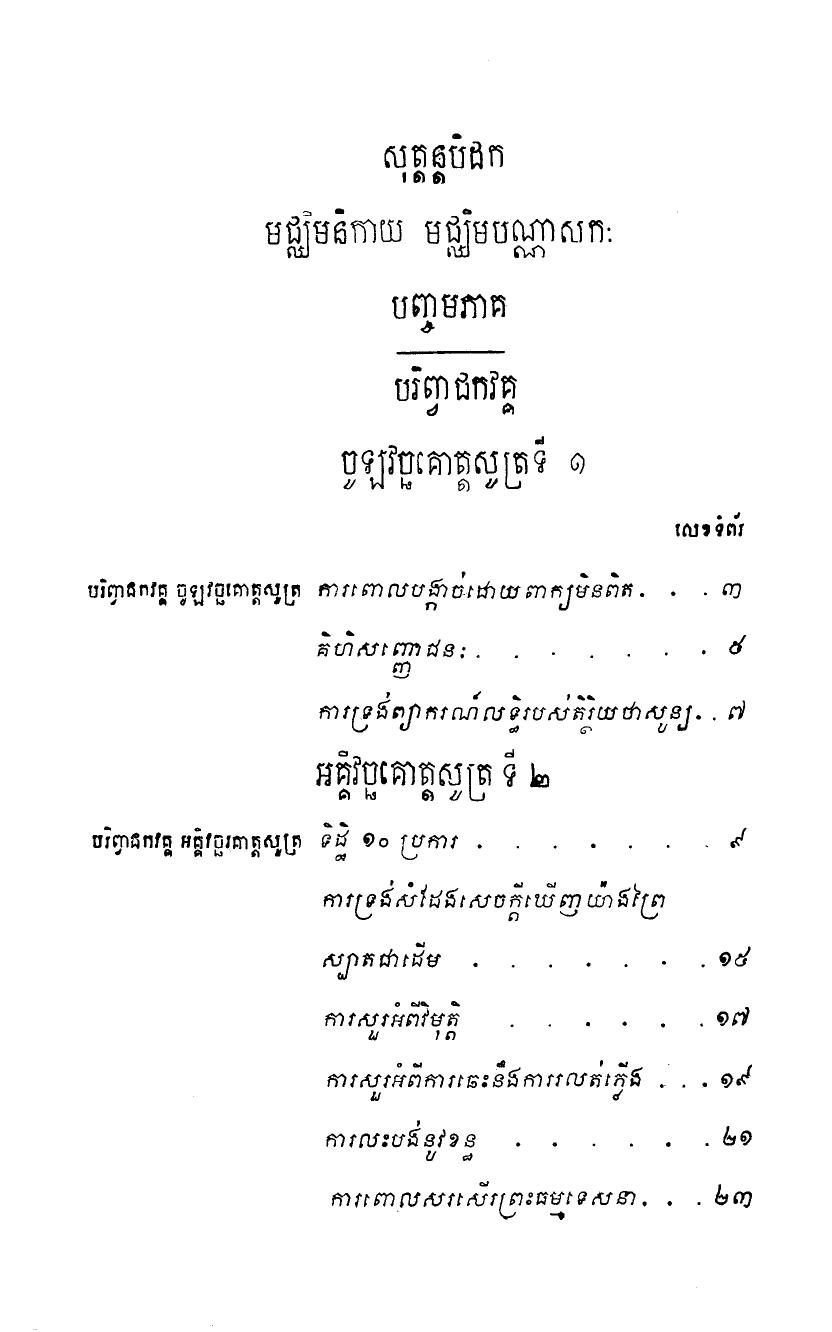 សុត្តន្តបិដក
មជ្ឈិមនិកាយ មជ្ឈិមបណ្ណាសកៈ
បញ្ចមភាគ
បរិព្វាជកវគ្គ
ចូឡវច្ឆគោត្តសូត្រទី ១
លេខទំព័រ
បរិព្វាជកវគ្គ ចូឡវច្ឆគោត្តសូត្រ ការពោលបង្កាច់ដោយពាក្យមិនពិត . . . ៣
គិហិសញ្ញោជនៈ . . . . . . . ៥
ការទ្រង់ព្យាករណ៍លទ្ធិរបស់តិរ្ថិយថាសូន្យ . . ៧
អគ្គិវច្ឆគោត្តសូត្រ ទី ២
បរិព្វាជកវគ្គ អគ្គិវច្ឆគោត្តសូត្រ ទិដ្ឋិ ១០ ប្រការ . . . . . . . ៩
ការទ្រង់សំដែងសេចក្តីឃើញយ៉ាងព្រៃ
ស្បាតជាដើម . . . . . . . ១៥
ការសួរអំពីវិមុត្តិ . . . . . . ១៧
ការសួរអំពីការឆេះនឹងការរលត់ភ្លើង . . . ១៩
ការលះបង់នូវខន្ធ . . . . . . ២១
ការពោលសរសើរព្រះធម្មទេសនា . . . ២៣